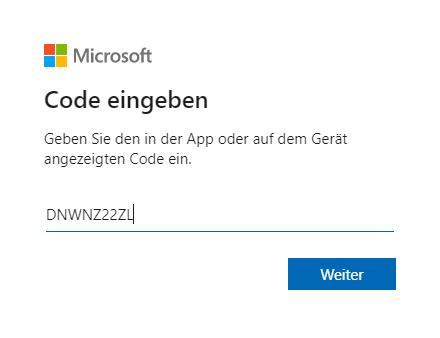 Microsoft
Code eingeben
Geben Sie den in der App oder auf dem Gerät
angezeigten Code ein.
DNWNZ22ZL
Weiter